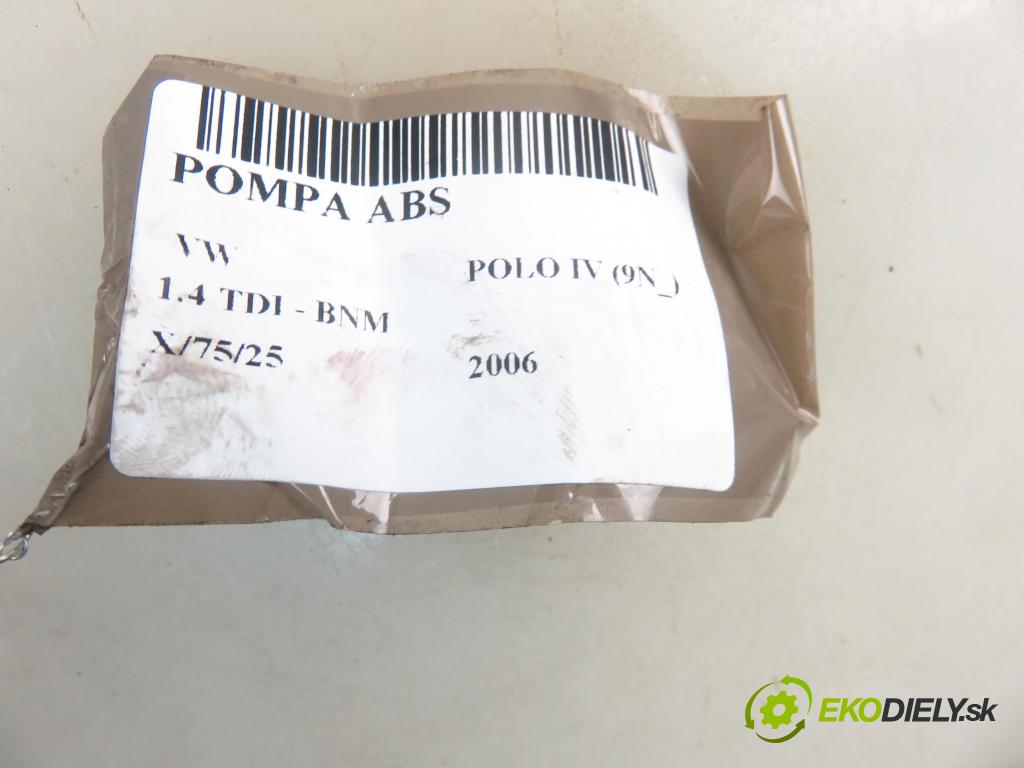 POMPA ABS
VW POLO IV (9N_)
1.4 TDI - BNM
X/75/25 2006
EKODIELY.sk